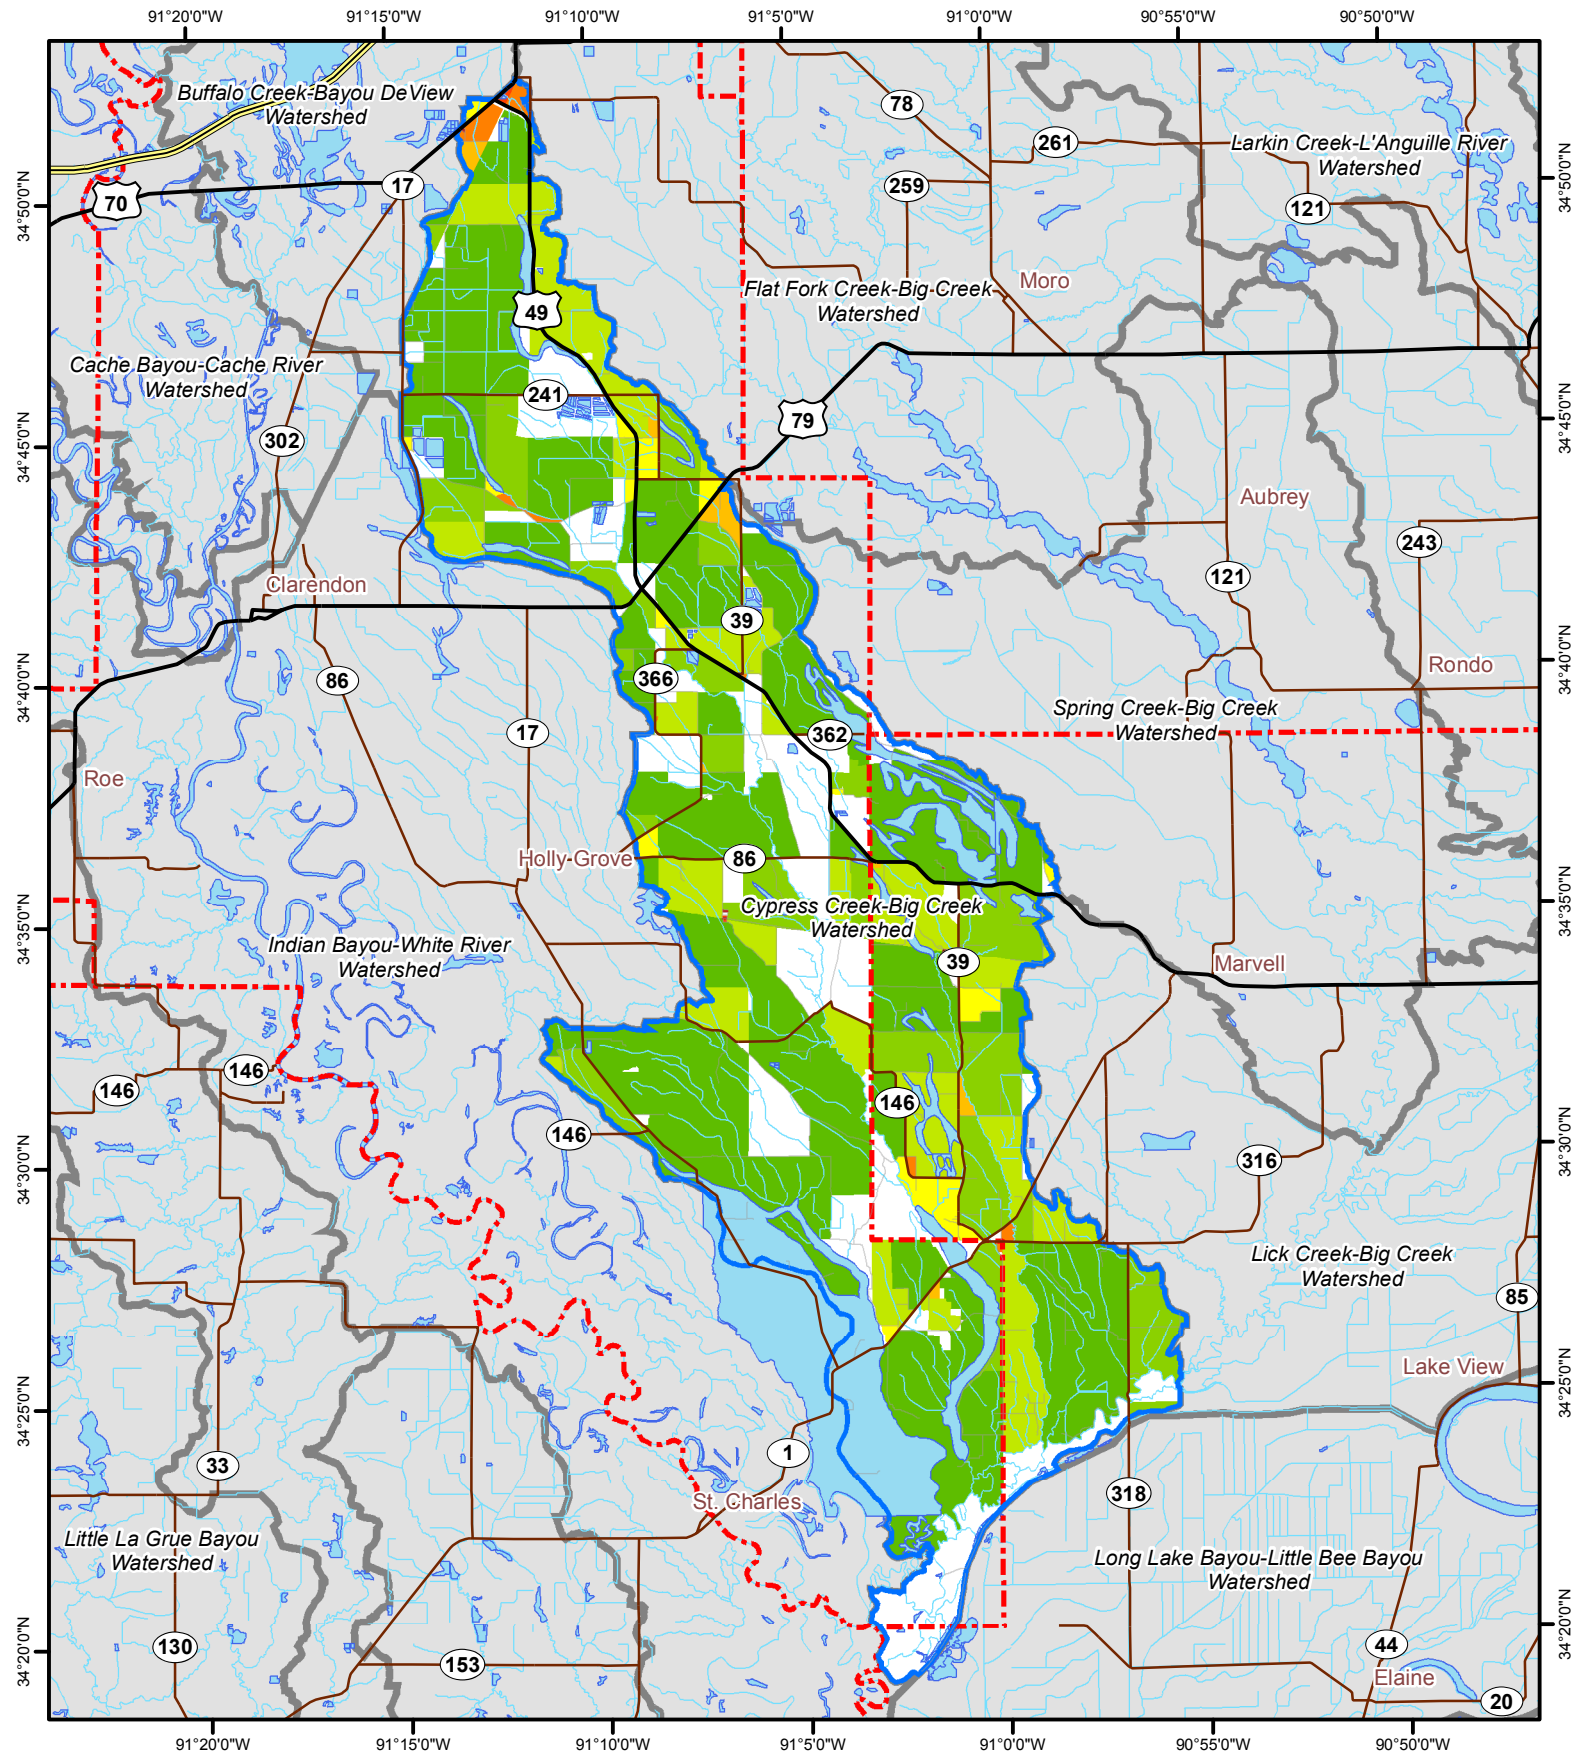 91°20'0"W
91°15'0"W
91°10'0"W
91°5'0"W
91°0'0"W
90°55'0"W
90°50'0"W
Buffalo Creek-Bayou DeView
Watershed
78
261
Larkin Creek-L'Anguille River
Watershed
34°50'0"N
34°50'0"N
70
17
259
121
Flat Fork Creek-Big Creek
Watershed
Moro
49
Cache Bayou-Cache River
Watershed
241
79
302
34°45'0"N
34°45'0"N
Aubrey
243
121
Clarendon
39
34°40'0"N
34°40'0"N
Rondo
86
366
17
362
Spring Creek-Big Creek
Watershed
Roe
Holly Grove
86
34°35'0"N
34°35'0"N
Cypress Creek-Big Creek
Watershed
Indian Bayou-White River
Watershed
39
Marvell
146
146
146
146
34°30'0"N
34°30'0"N
316
Lick Creek-Big Creek
Watershed
85
Lake View
34°25'0"N
34°25'0"N
1
33
St. Charles
318
Little La Grue Bayou
Watershed
Long Lake Bayou-Little Bee Bayou
Watershed
34°20'0"N
34°20'0"N
130
153
44
Elaine
20
91°20'0"W
91°15'0"W
91°10'0"W
91°5'0"W
91°0'0"W
90°55'0"W
90°50'0"W